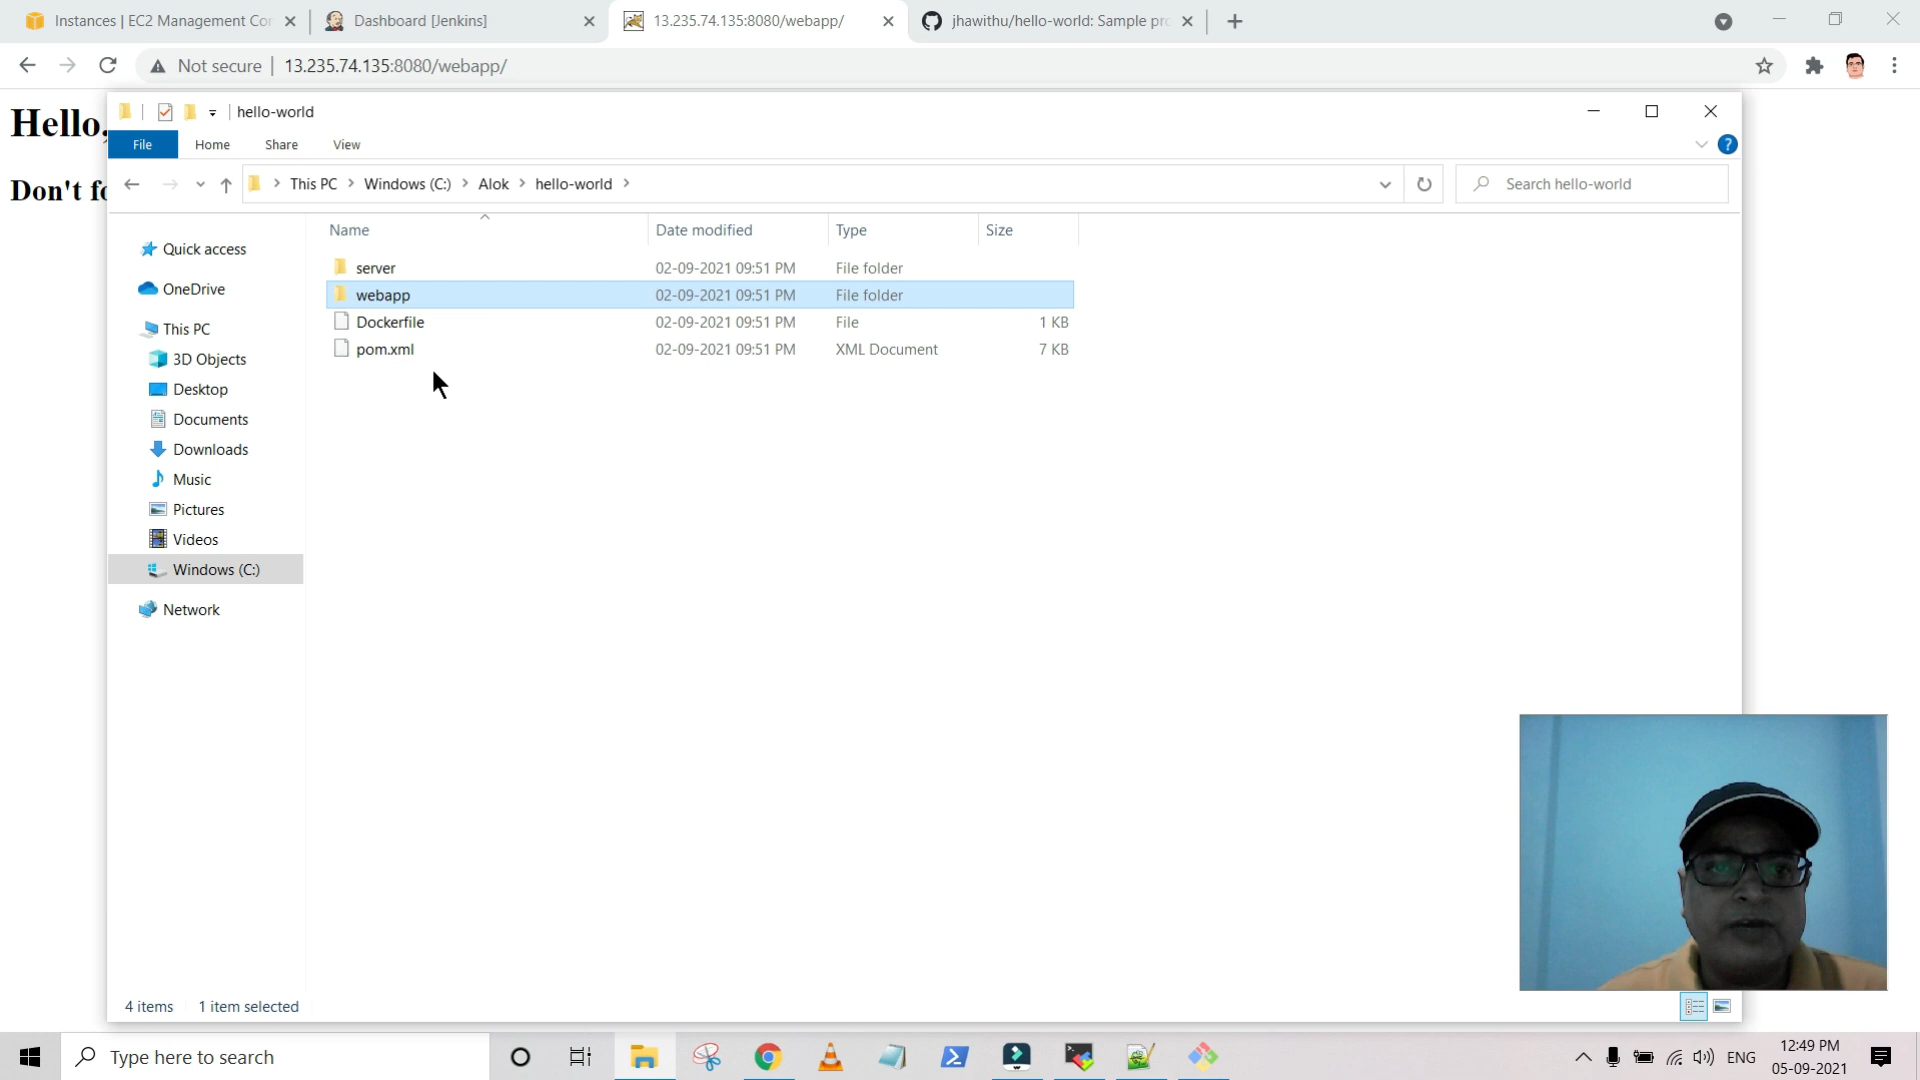 Instances | EC2 Management Cor
Dashboard [Jenkins]
13.235.74.135:8080/webapp/
jhawithu/hello-world: Sample pro
Not secure
13.235.74.135:8080/webapp/
Hello,
Don't fo
hello-world
File
Home
Share
View
?
This PC
Windows (C:)
Alok
hello-world
Search hello-world
Name
Date modified
Type
Size
server
02-09-2021 09:51 PM
File folder
webapp
02-09-2021 09:51 PM
File folder
Dockerfile
02-09-2021 09:51 PM
File
1 KB
pom.xml
02-09-2021 09:51 PM
XML Document
7 KB
Quick access
OneDrive
This PC
3D Objects
Desktop
Documents
Downloads
Music
Pictures
Videos
Windows (C:)
Network
4 items
1 item selected
Type here to search
ENG
12:49 PM
05-09-2021